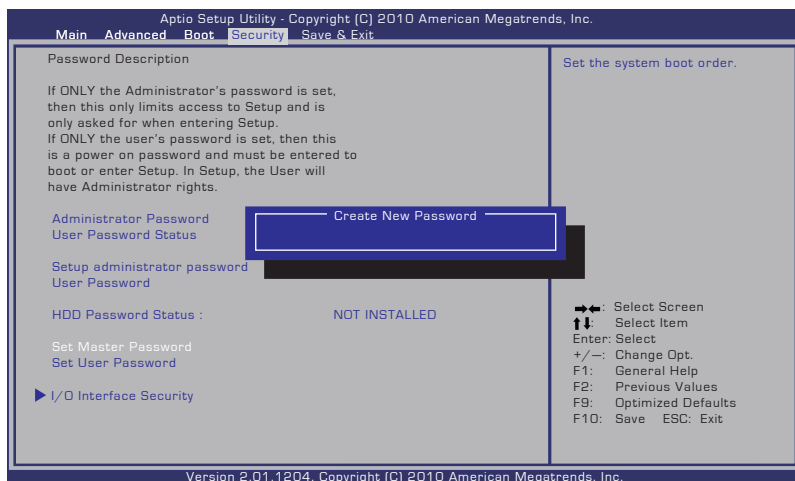 Aptio Setup Utility - Copyright (C) 2010 American Megatrends, Inc.
Main Advanced Boot Security Save & Exit
Password Description
If ONLY the Administrator's password is set,
then this only limits access to Setup and is
only asked for when entering Setup.
If ONLY the user's password is set, then this
is a power on password and must be entered to
boot or enter Setup. In Setup, the User will
have Administrator rights.
Administrator Password
User Password Status
Create New Password
Setup administrator password
User Password
HDD Password Status : NOT INSTALLED
Set Master Password
Set User Password
I/O Interface Security
Set the system boot order.
→←: Select Screen
↑↓: Select Item
Enter: Select
+/—: Change Opt.
F1: General Help
F2: Previous Values
F9: Optimized Defaults
F10: Save ESC: Exit
Version 2.01.1204. Copyright (C) 2010 American Megatrends, Inc.